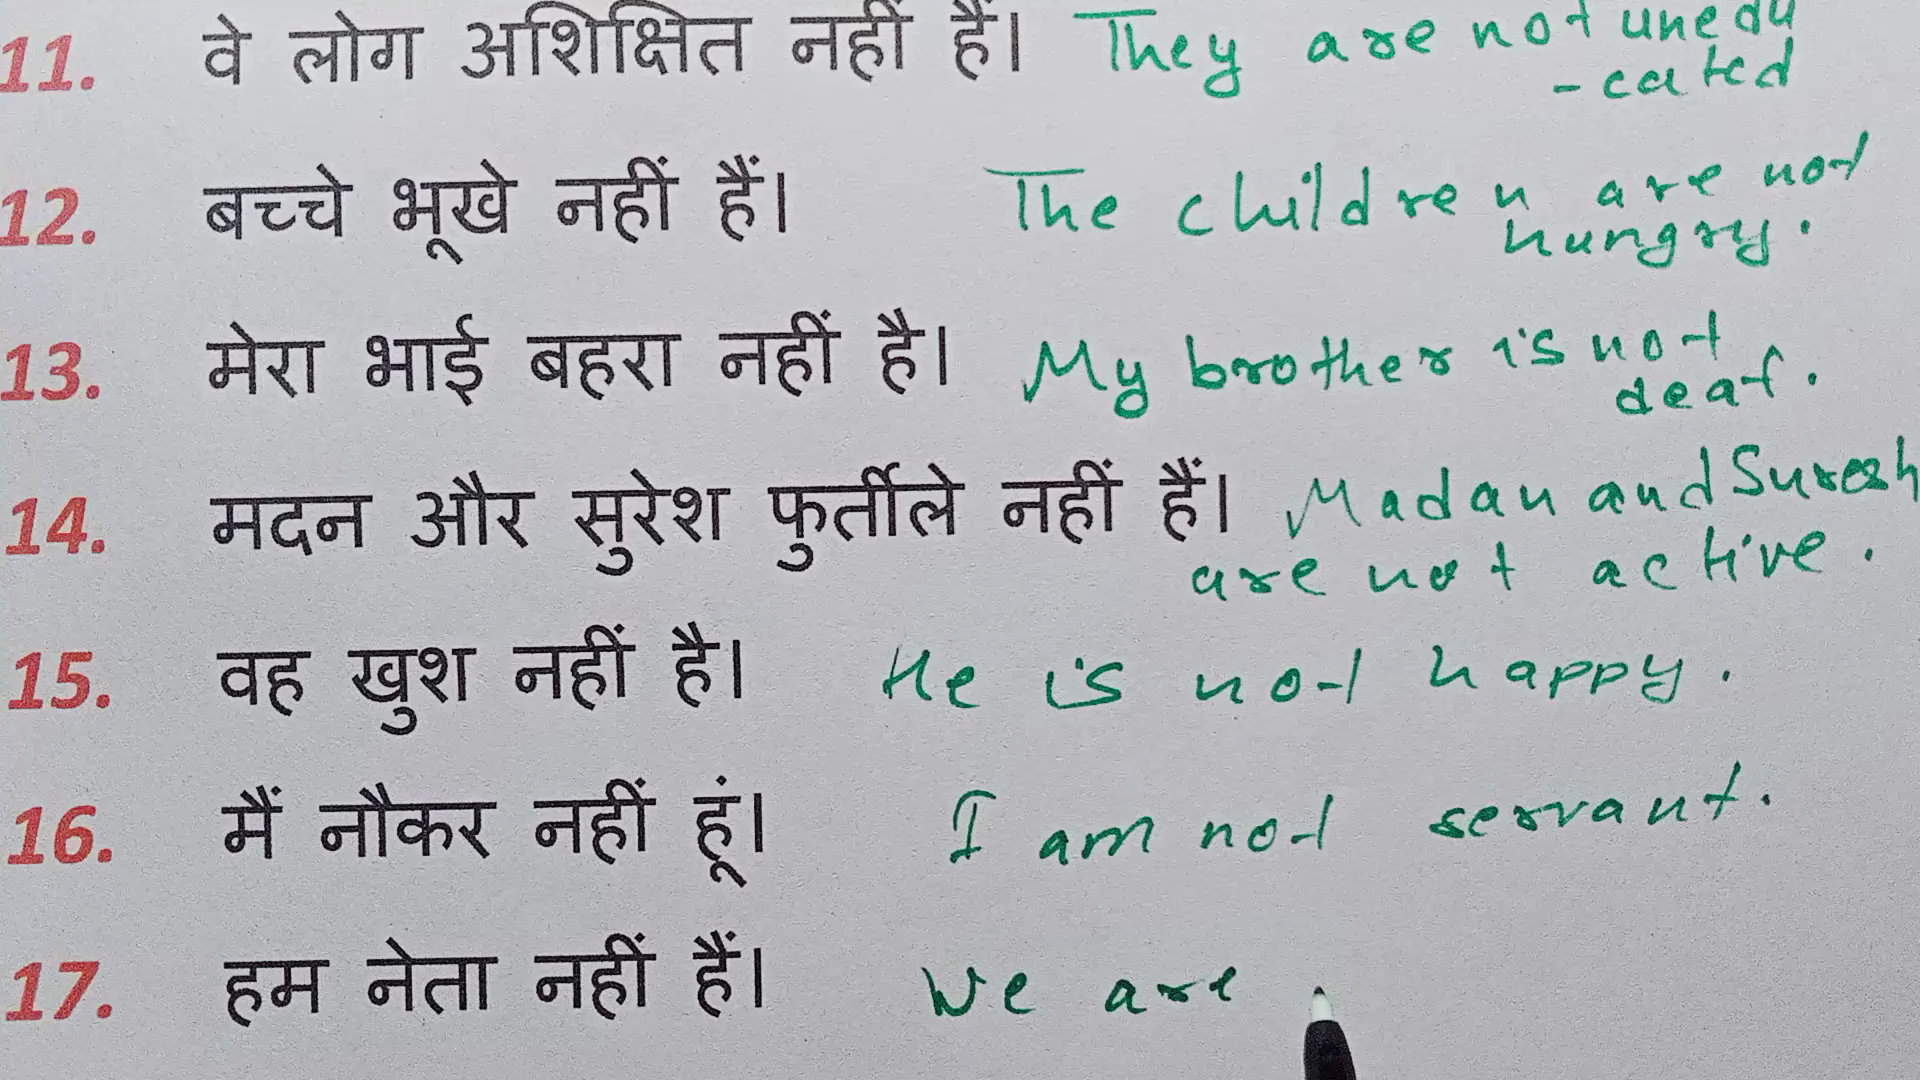 11. वे लोग अशिक्षित नहीं हैं। They are not unedu
-cated
12. बच्चे भूखे नहीं हैं। The children are not
hungry.
13. मेरा भाई बहरा नहीं है। My brother is not
deaf.
14. मदन और सुरेश फुर्तीले नहीं हैं। Madan and Suresh
are not active.
15. वह खुश नहीं है। He is not happy.
16. मैं नौकर नहीं हूं। I am not servant.
17. हम नेता नहीं हैं। We are